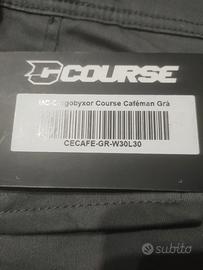 COURSE
MC-Cargobyxor Course Caféman Grå
CECAFE-GR-W30L30
subito